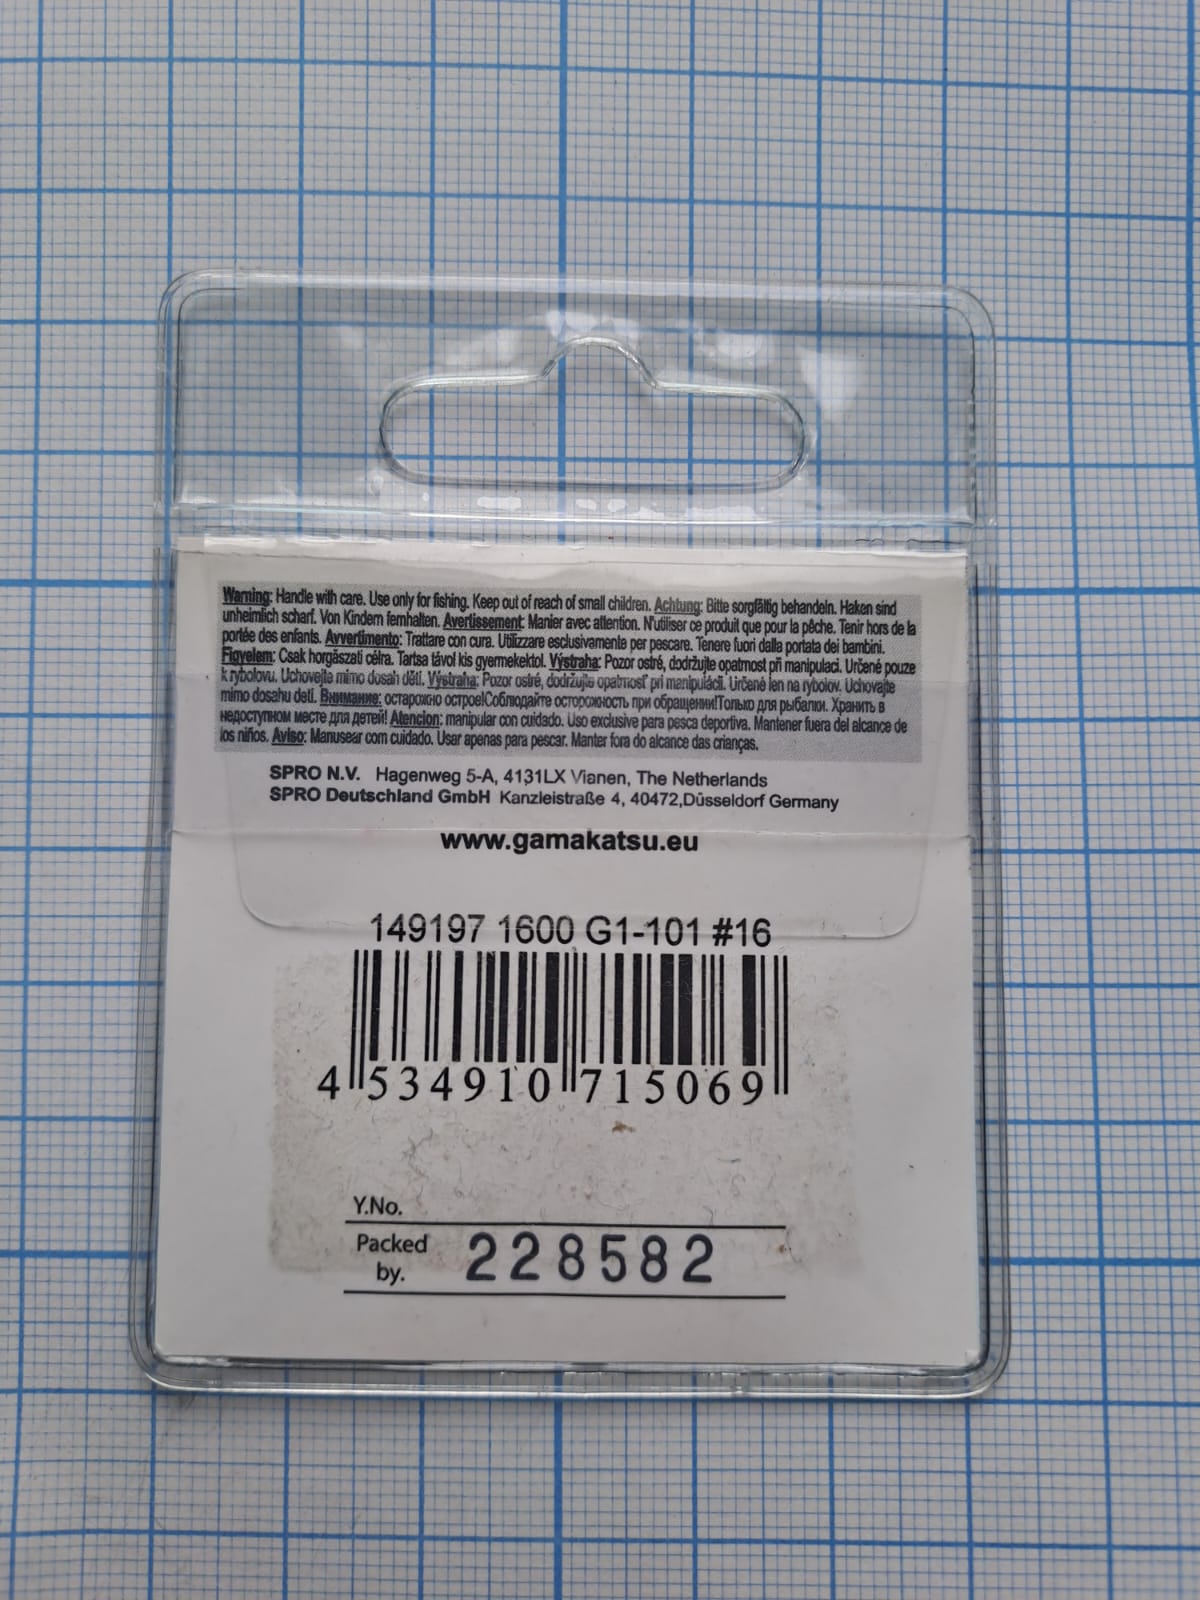 Warning: Handle with care. Use only for fishing. Keep out of reach of small children. Achtung: Bitte sorgfältig behandeln. Haken sind
unheimlich scharf. Von Kindern fernhalten. Avertissement: Manier avec attention. N'utiliser ce produit que pour la pêche. Tenir hors de la
portée des enfants. Avvertimento: Trattare con cura. Utilizzare esclusivamente per pescare. Tenere fuori dalla portata dei bambini.
Figyelem: Csak horgászati célra. Tartsa távol kis gyermekektol. Výstraha: Pozor ostré, dodržujte opatrnost při manipulaci. Určené pouze
k rybolovu. Uchovejte mimo dosah dětí. Výstraha: Pozor ostré, dodržujte opatrnosť pri manipulácii. Určené len na rybolov. Uchovajte
mimo dosahu detí. Внимание: остарожно острое!Соблюдайте осторожность при обращении!Только для рыбалки. Хранить в
недоступном месте для детей! Atencion: manipular con cuidado. Uso exclusive para pesca deportiva. Mantener fuera del alcance de
los niños. Aviso: Manusear com cuidado. Usar apenas para pescar. Manter fora do alcance das crianças.
SPRO N.V. Hagenweg 5-A, 4131LX Vianen, The Netherlands
SPRO Deutschland GmbH Kanzleistraße 4, 40472,Düsseldorf Germany
www.gamakatsu.eu
149197 1600 G1-101 #16
4 534910 715069
Y.No.
Packed by. 228582